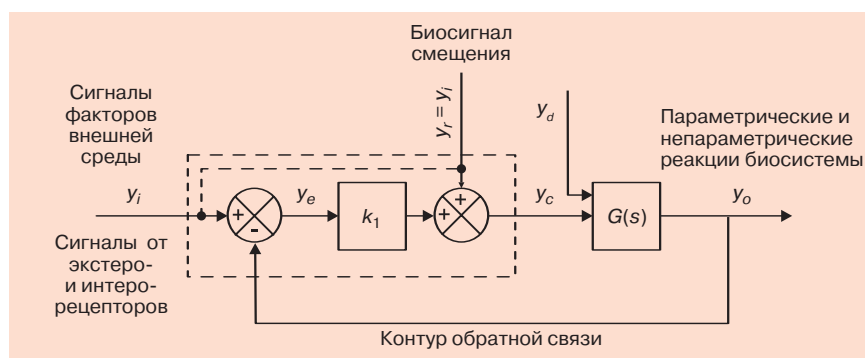 Биосигнал
смещения
Сигналы
факторов
внешней
среды
y_r = y_i
y_d
Параметрические и
непараметрические
реакции биосистемы
y_i
+
-
y_e
k_1
+
+
y_c
G(s)
y_o
Сигналы от
экстеро-
и интеро-
рецепторов
Контур обратной связи